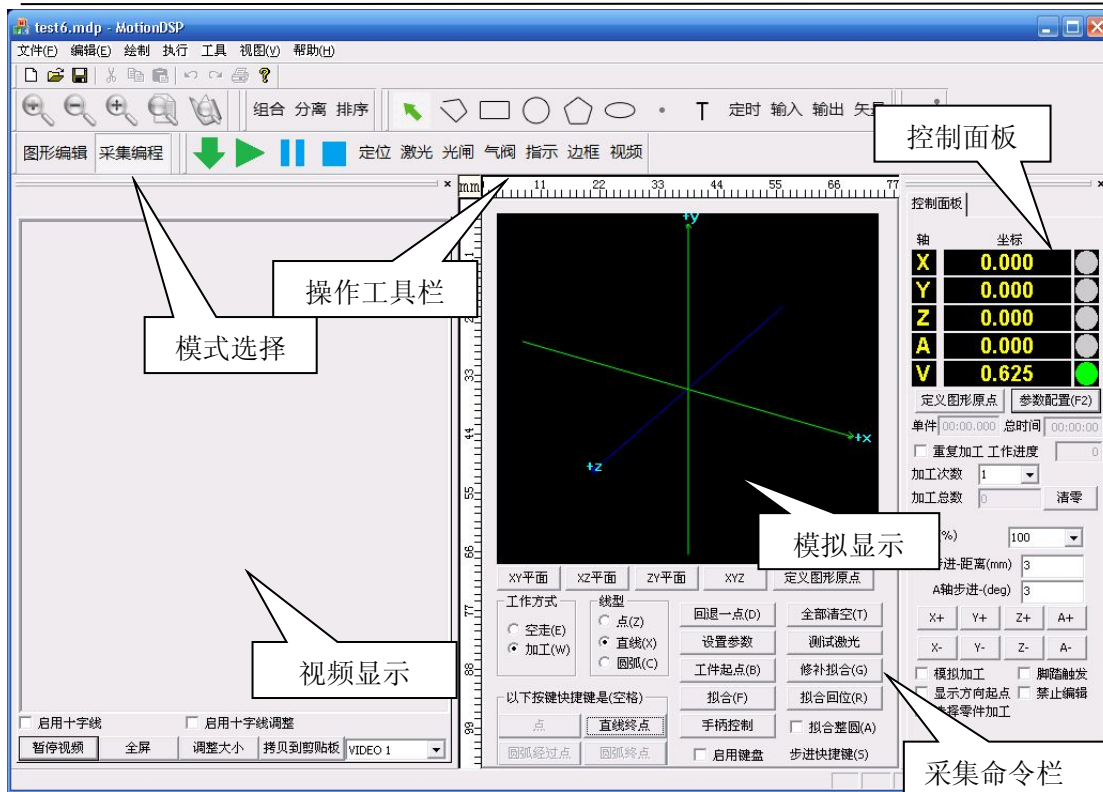 test6.mdp - MotionDSP
文件(F) 编辑(E) 绘制 执行 工具 视图(V) 帮助(H)
组合 分离 排序 T 定时 输入 输出
图形编辑 采集编程 定位 激光 光闸 气阀 指示 边框 视频
控制面板
mm 11 22 33 44 55 66 77
控制面板
轴 坐标
+y
X 0.000
Y 0.000
操作工具栏
Z 0.000
模式选择
A 0.000
33
V 0.625
定义图形原点 参数配置(F2)
单件 00:00.000 总时间 00:00:00
44
+x
+z
重复加工 工作进度 0
加工次数 1
55
加工总数 0 清零
模拟显示
%) 100
66
进-距离(mm) 3
XY平面 XZ平面 ZY平面 XYZ 定义图形原点
A轴步进-(deg) 3
77
工作方式 线型
空走(E) 点(Z) 回退一点(D) 全部清空(T)
X+ Y+ Z+ A+
加工(W) 直线(X) 设置参数 测试激光
X- Y- Z- A-
88
视频显示
圆弧(C) 工件起点(B) 修补拟合(G)
模拟加工 脚踏触发
显示方向起点 禁止编辑
择零件加工
以下按键快捷键是(空格) 拟合(F) 拟合回位(R)
99
启用十字线 启用十字线调整
点 直线终点 手柄控制 拟合整圆(A)
暂停视频 全屏 调整大小 拷贝到剪贴板 VIDEO 1
圆弧经过点 圆弧终点 启用键盘 步进快捷键(S)
采集命令栏